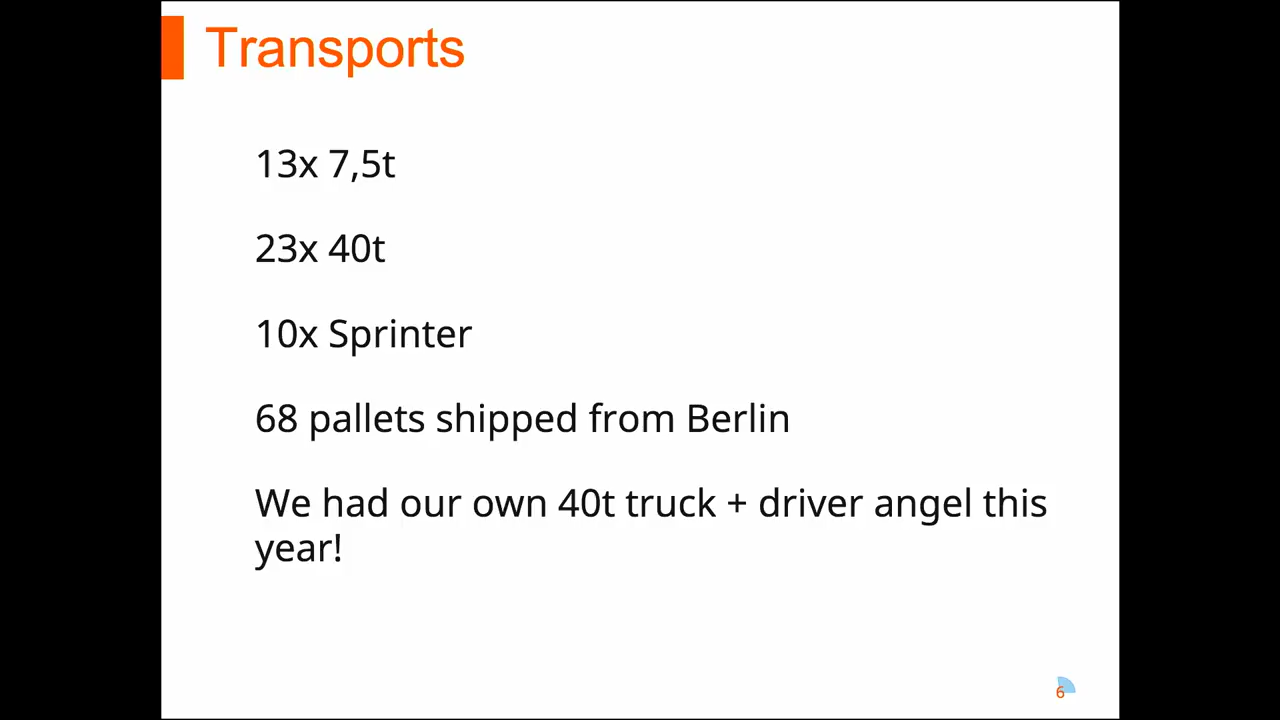 Transports
13x 7,5t
23x 40t
10x Sprinter
68 pallets shipped from Berlin
We had our own 40t truck + driver angel this
year!
6